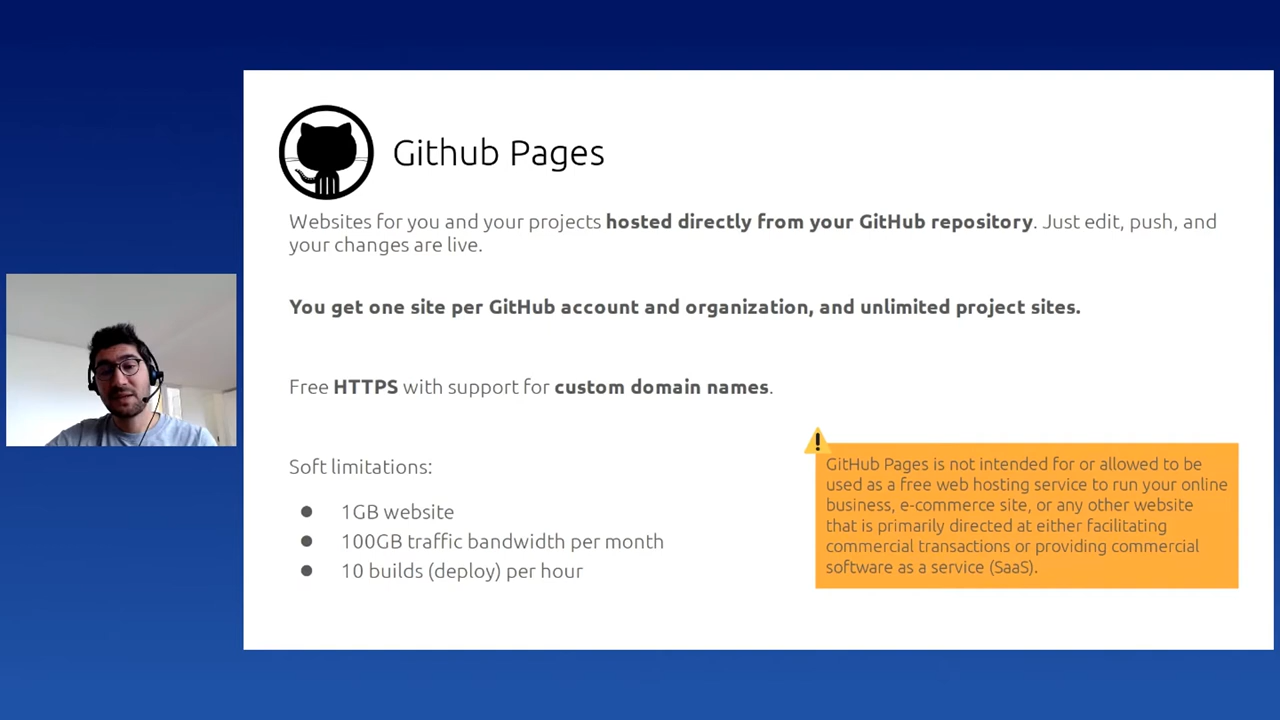 Github Pages
Websites for you and your projects hosted directly from your GitHub repository. Just edit, push, and
your changes are live.
You get one site per GitHub account and organization, and unlimited project sites.
Free HTTPS with support for custom domain names.
Soft limitations:
● 1GB website
● 100GB traffic bandwidth per month
● 10 builds (deploy) per hour
GitHub Pages is not intended for or allowed to be
used as a free web hosting service to run your online
business, e-commerce site, or any other website
that is primarily directed at either facilitating
commercial transactions or providing commercial
software as a service (SaaS).